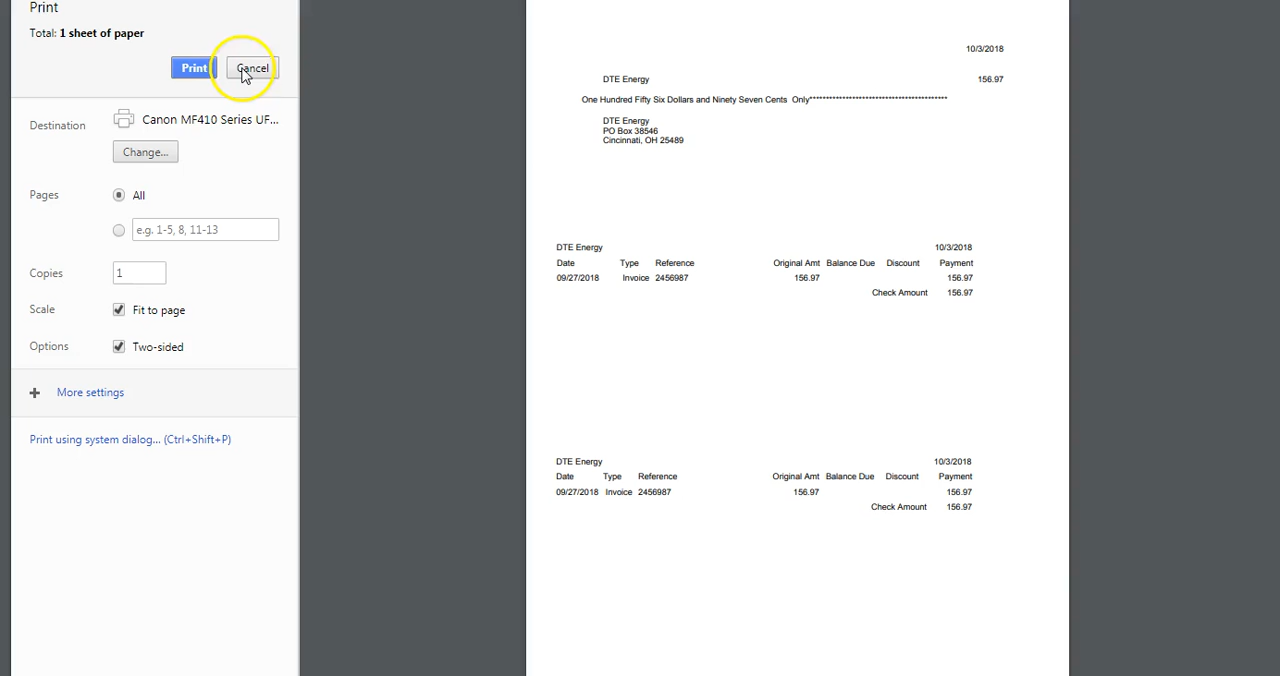 Print
Total: 1 sheet of paper
Print Cancel
Destination Canon MF410 Series UF...
Change...
Pages All
e.g. 1-5, 8, 11-13
Copies 1
Scale Fit to page
Options Two-sided
More settings
Print using system dialog... (Ctrl+Shift+P)
10/3/2018
DTE Energy 156.97
One Hundred Fifty Six Dollars and Ninety Seven Cents Only******************************************
DTE Energy
PO Box 38546
Cincinnati, OH 25489
DTE Energy 10/3/2018
Date Type Reference Original Amt Balance Due Discount Payment
09/27/2018 Invoice 2456987 156.97 156.97
Check Amount 156.97
DTE Energy 10/3/2018
Date Type Reference Original Amt Balance Due Discount Payment
09/27/2018 Invoice 2456987 156.97 156.97
Check Amount 156.97